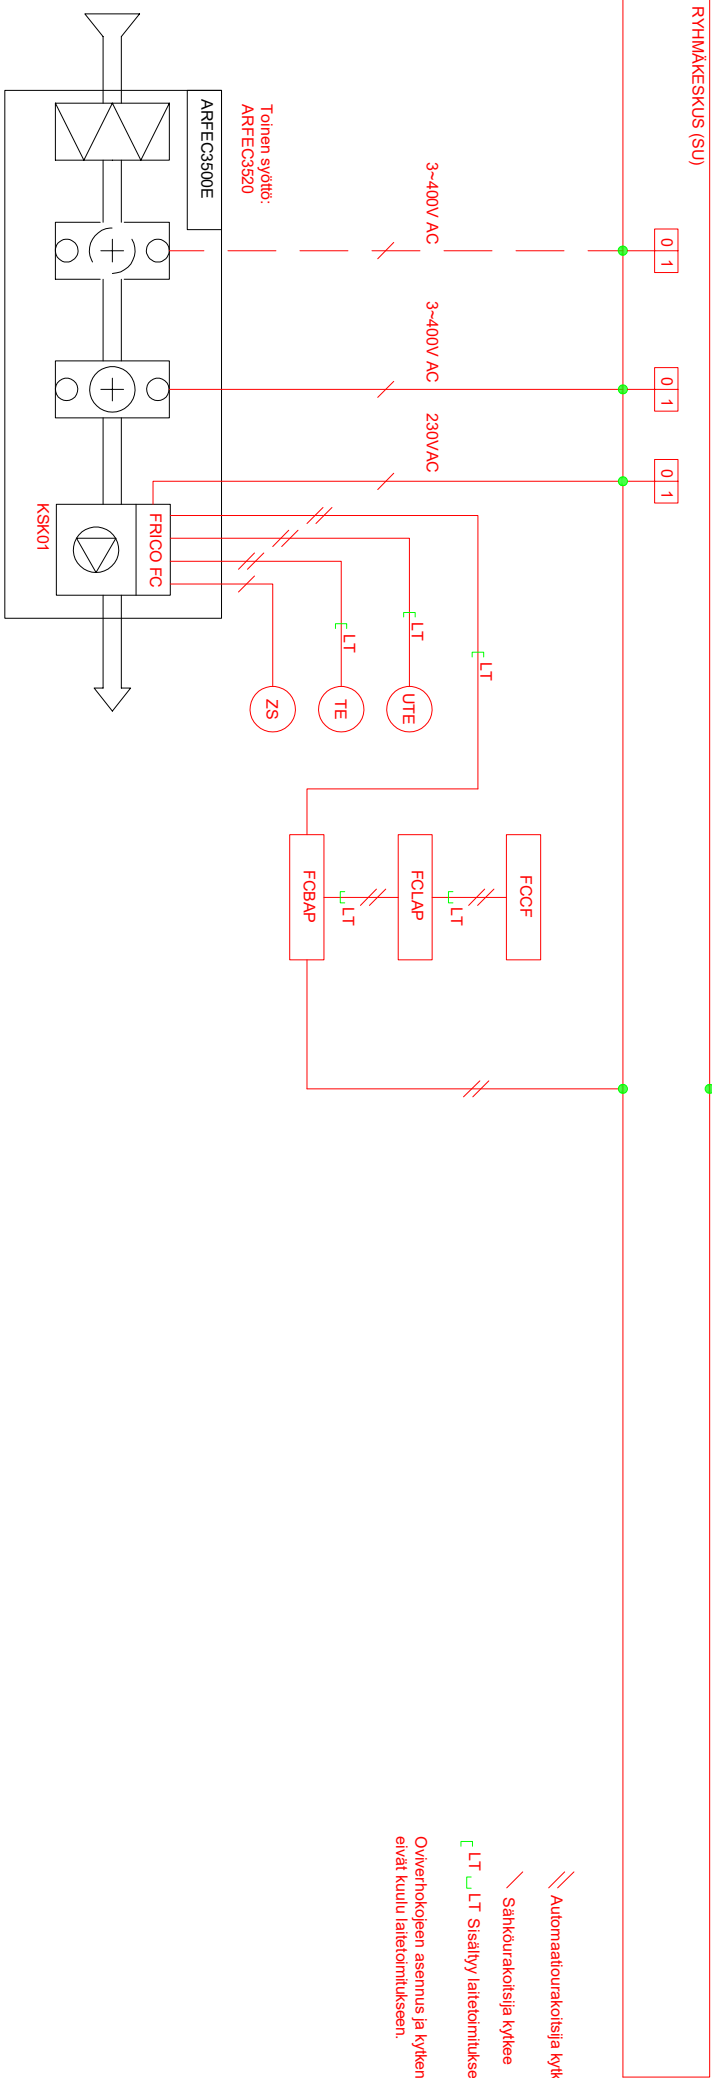 RYHMÄKESKUS (SU)
0 1
0 1
0 1
3~400V AC
3~400V AC
230VAC
Toinen syöttö:
ARFEC3520
ARFEC3500E
FRICO FC
KSK01
LT
LT
LT
UTE
TE
ZS
FCCF
LT
FCLAP
LT
FCBAP
Automaatiourakoitsija kytk
Sähköurakoitsija kytkee
LT LT Sisältyy laitetoimitukse
Oviverhokojeen asennus ja kytken
eivät kuulu laitetoimitukseen.